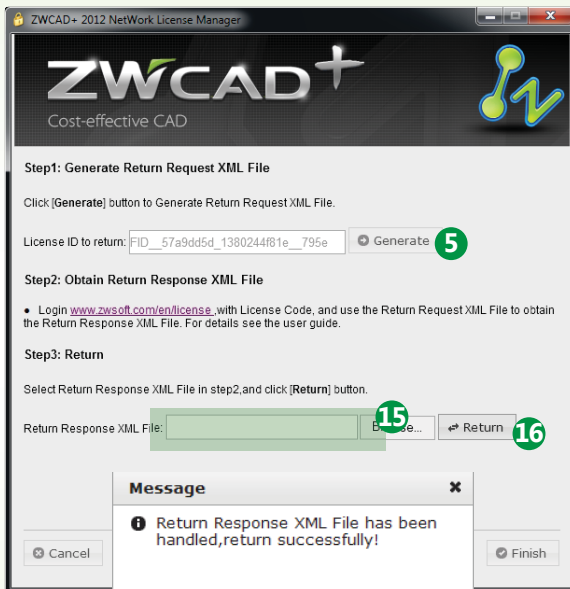 ZWCAD+ 2012 NetWork License Manager
ZWCAD+
Cost-effective CAD
Step1: Generate Return Request XML File
Click [Generate] button to Generate Return Request XML File.
License ID to return: FID__57a9dd5d_1380244f81e__795e Generate 5
Step2: Obtain Return Response XML File
● Login www.zwsoft.com/en/license ,with License Code, and use the Return Request XML File to obtain
the Return Response XML File. For details see the user guide.
Step3: Return
Select Return Response XML File in step2,and click [Return] button.
Return Response XML File: Browse... 15 Return 16
Message
Return Response XML File has been
handled,return successfully!
Cancel Finish